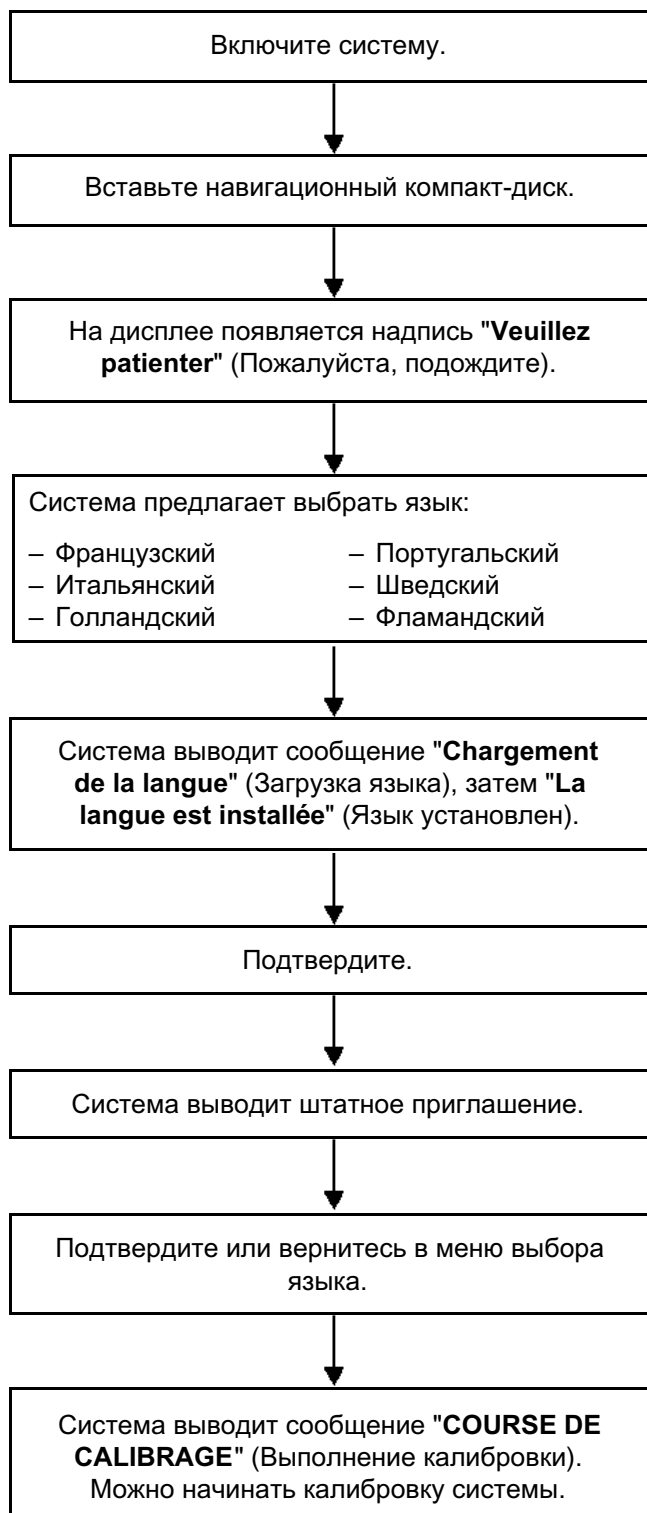 Включите систему.
Вставьте навигационный компакт-диск.
На дисплее появляется надпись "Veuillez
patienter" (Пожалуйста, подождите).
Система предлагает выбрать язык:
– Французский
– Итальянский
– Голландский
– Португальский
– Шведский
– Фламандский
Система выводит сообщение "Chargement
de la langue" (Загрузка языка), затем "La
langue est installée" (Язык установлен).
Подтвердите.
Система выводит штатное приглашение.
Подтвердите или вернитесь в меню выбора
языка.
Система выводит сообщение "COURSE DE
CALIBRAGE" (Выполнение калибровки).
Можно начинать калибровку системы.